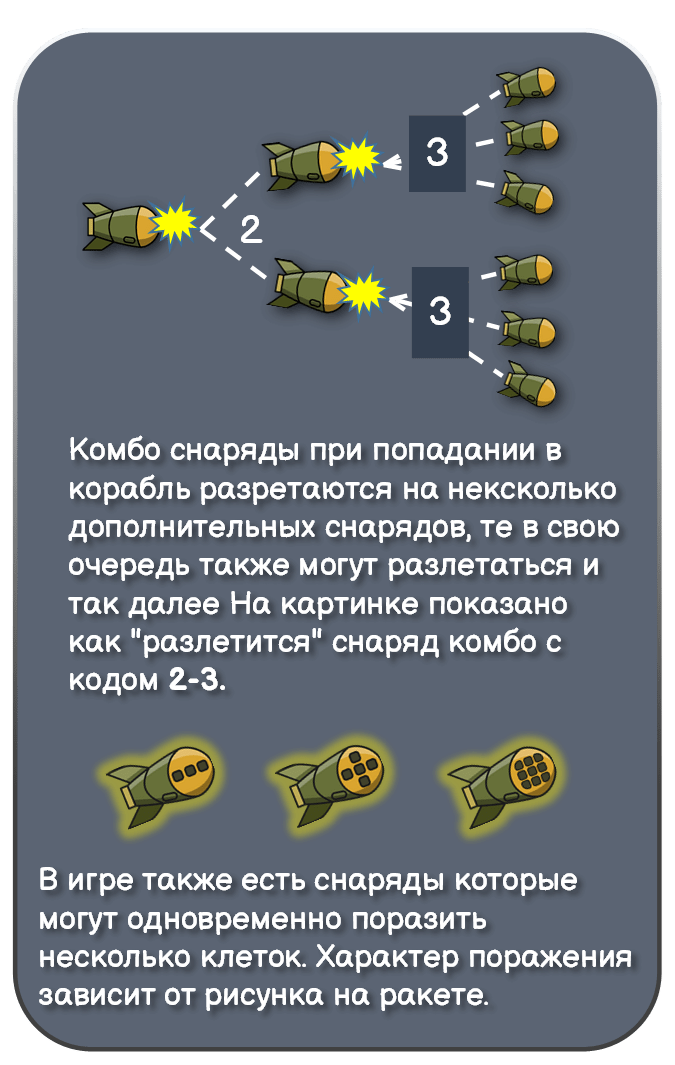 3
2
3
Комбо снаряды при попадании в
корабль разретаются на нексколько
дополнительных снарядов, те в свою
очередь также могут разлетаться и
так далее На картинке показано
как "разлетится" снаряд комбо с
кодом 2-3.
В игре также есть снаряды которые
могут одновременно поразить
несколько клеток. Характер поражения
зависит от рисунка на ракете.